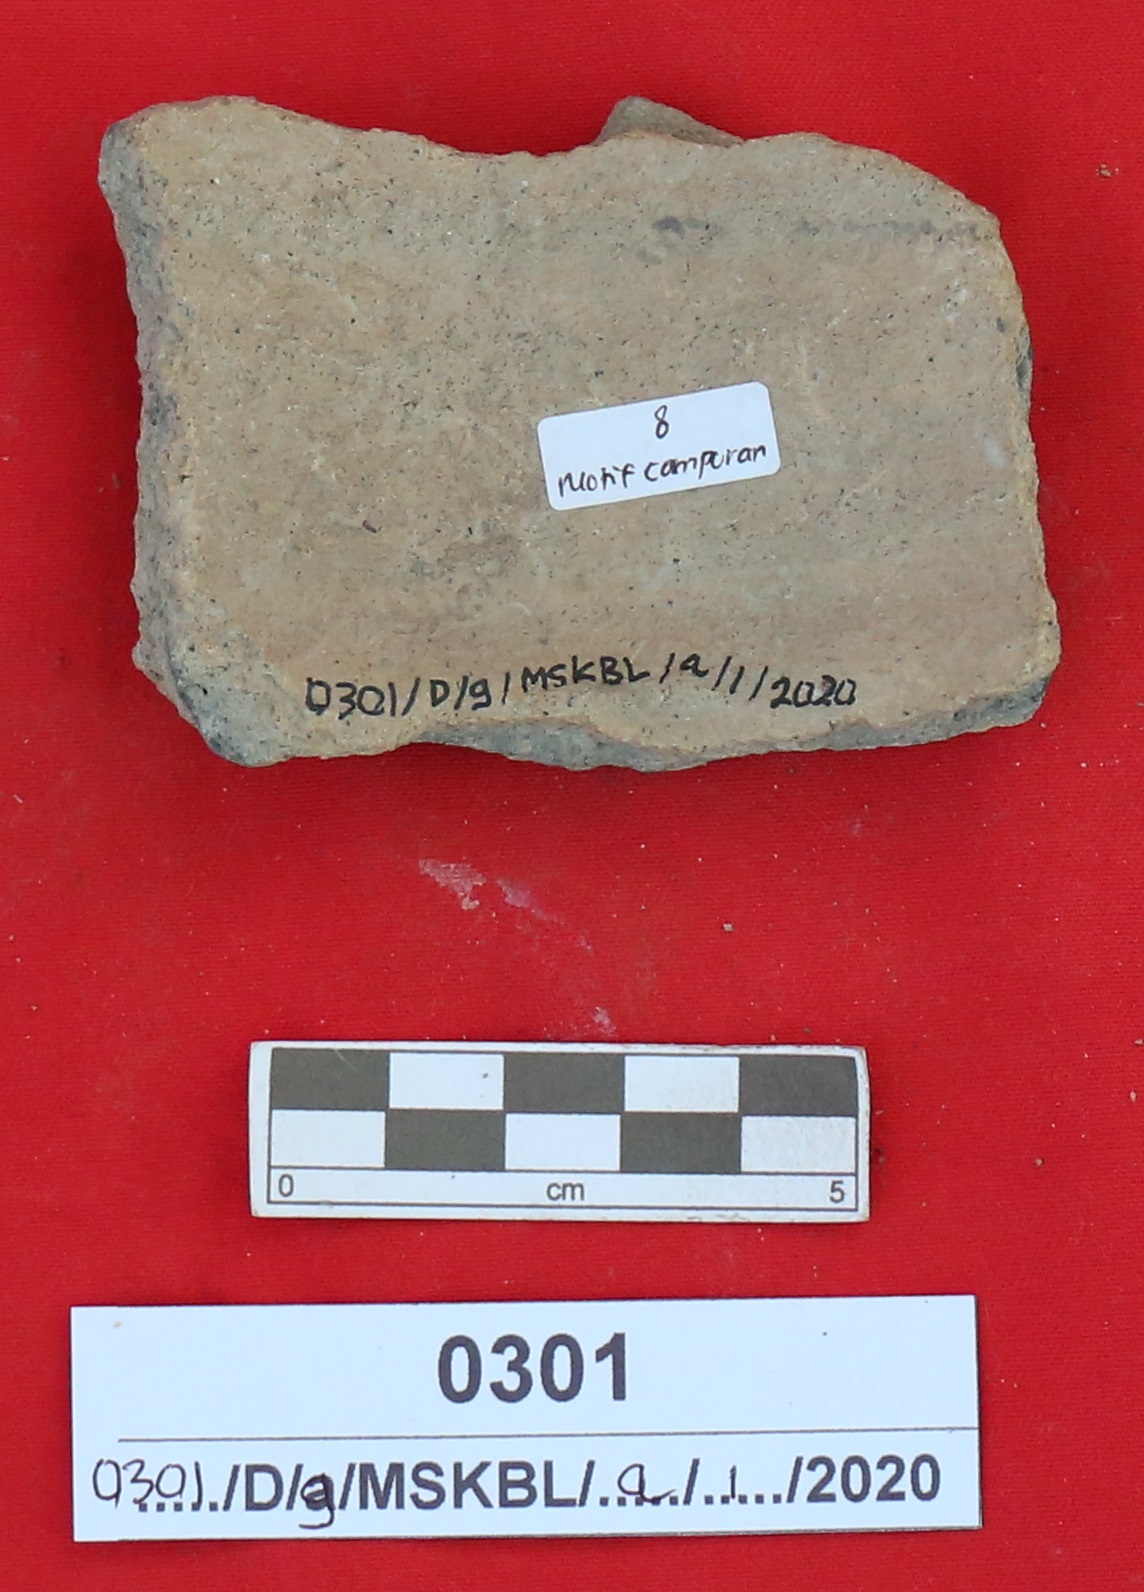 8
Motif campuran
0301/D/g/MSKBL/a/1/2020
0 cm 5
0301
0301/D/g/MSKBL/a/1/2020